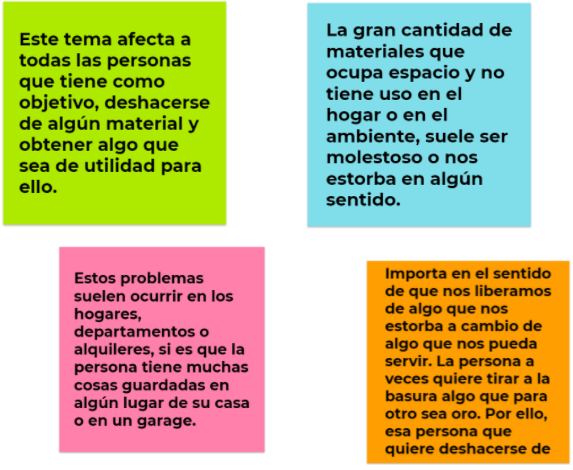 Este tema afecta a
todas las personas
que tiene como
objetivo, deshacerse
de algún material y
obtener algo que
sea de utilidad para
ello.
La gran cantidad de
materiales que
ocupa espacio y no
tiene uso en el
hogar o en el
ambiente, suele ser
molestoso o nos
estorba en algún
sentido.
Estos problemas
suelen ocurrir en los
hogares,
departamentos o
alquileres, si es que la
persona tiene muchas
cosas guardadas en
algún lugar de su casa
o en un garage.
Importa en el sentido
de que nos liberamos
de algo que nos
estorba a cambio de
algo que nos pueda
servir. La persona a
veces quiere tirar a la
basura algo que para
otro sea oro. Por ello,
esa persona que
quiere deshacerse de